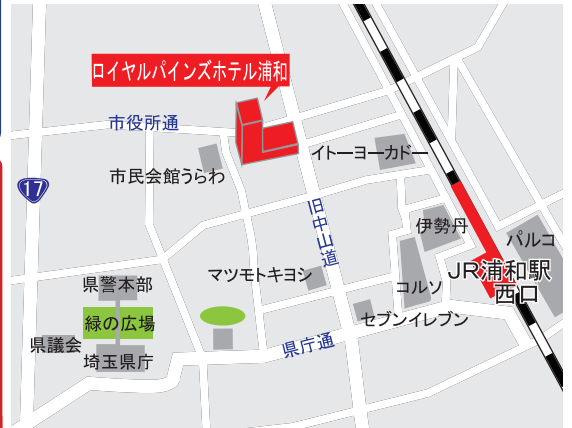 ロイヤルパインズホテル浦和
市役所通
イトーヨーカドー
市民会館うらわ
17
旧中山道
伊勢丹
パルコ
JR浦和駅
西口
マツモトキヨシ
コルソ
県警本部
緑の広場
セブンイレブン
県議会
埼玉県庁
県庁通